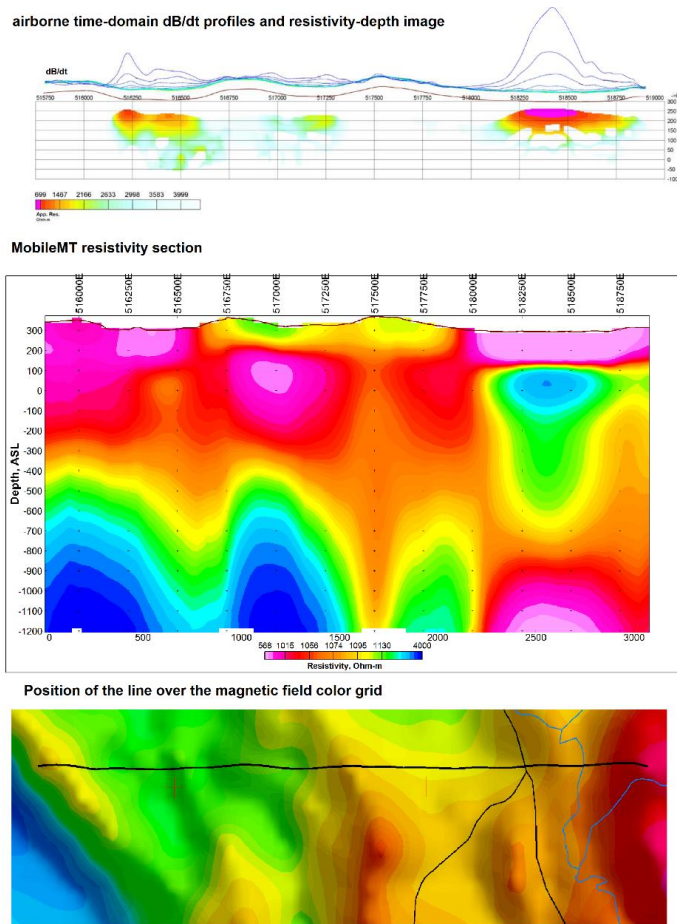 airborne time-domain dB/dt profiles and resistivity-depth image
dB/dt
515750 516000 516250 516500 516750 517000 517250 517500 517750 518000 518250 518500 518750 519000
300
250
200
150
100
50
0
-50
-100
699 1467 2166 2633 2998 3583 3999
App. Res.
Ohm-m
MobileMT resistivity section
516000E 516250E 516500E 516750E 517000E 517250E 517500E 517750E 518000E 518250E 518500E 518750E
300
200
100
0
-100
-200
-300
-400
-500
-600
-700
-800
-900
-1000
-1100
-1200
Depth, ASL
0 500 1000 1500 2000 2500 3000
568 1015 1056 1074 1095 1130 4000
Resistivity, Ohm-m
Position of the line over the magnetic field color grid